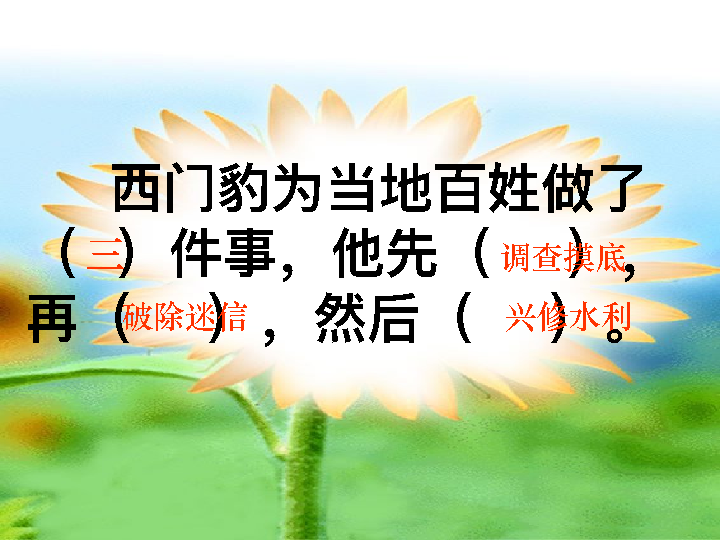 西门豹为当地百姓做了
（三）件事，他先（调查摸底），
再（破除迷信），然后（兴修水利）。